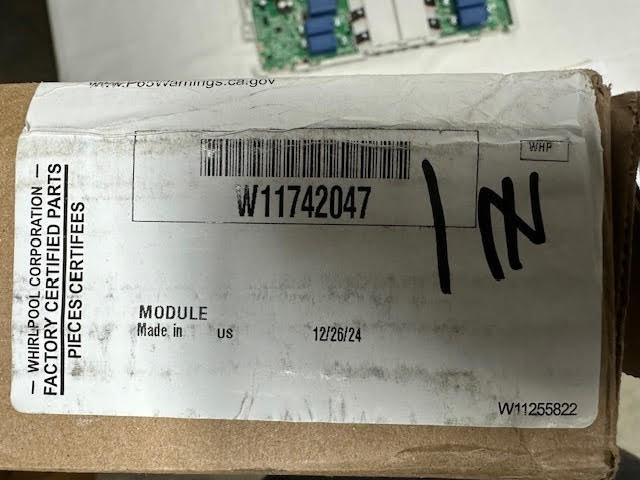 www.P65Warnings.ca.gov
WHP
W11742047
— WHIRLPOOL CORPORATION —
FACTORY CERTIFIED PARTS
PIECES CERTIFEES
MODULE
Made in US 12/26/24
W11255822